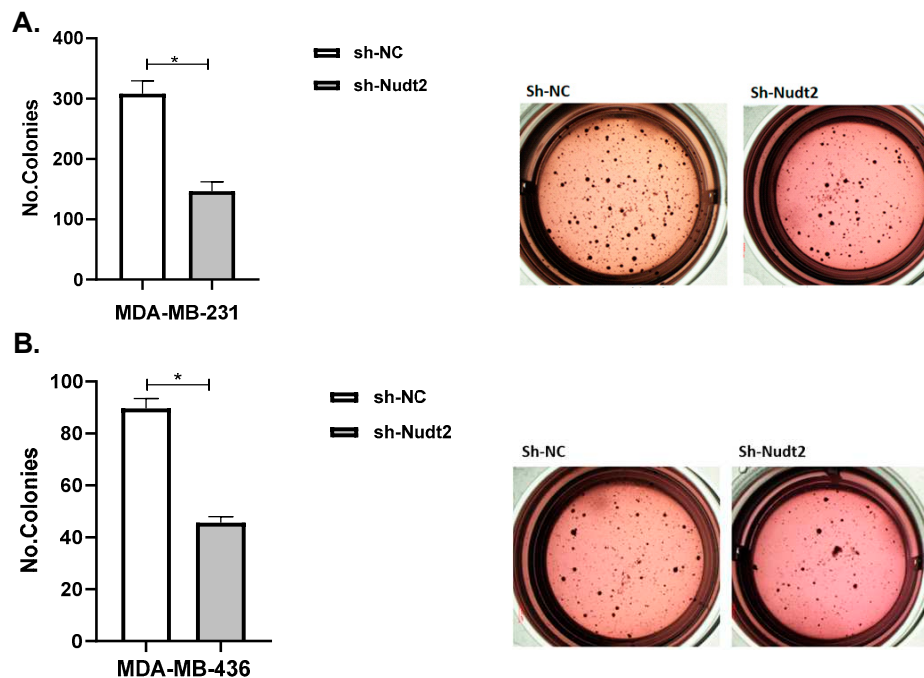 A.
400
300
200
100
0
No.Colonies
*
MDA-MB-231
sh-NC
sh-Nudt2
Sh-NC
Sh-Nudt2
B.
100
80
60
40
20
0
No.Colonies
*
MDA-MB-436
sh-NC
sh-Nudt2
Sh-NC
Sh-Nudt2